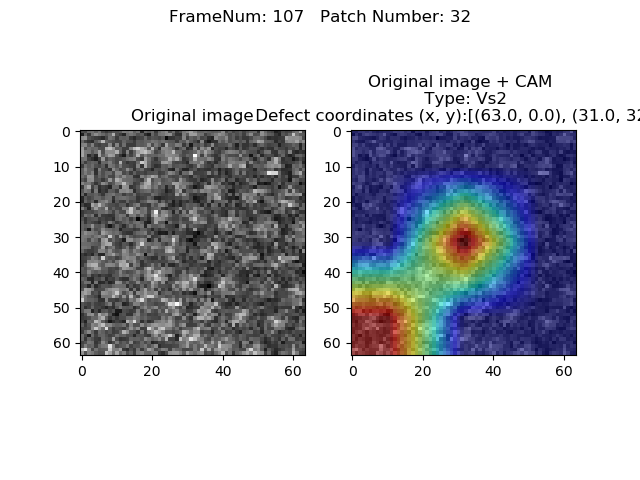 FrameNum: 107   Patch Number: 32
Original image + CAM
Type: Vs2
Original image
Defect coordinates (x, y):[(63.0, 0.0), (31.0, 32
0
10
20
30
40
50
60
0 20 40 60
0
10
20
30
40
50
60
0 20 40 60